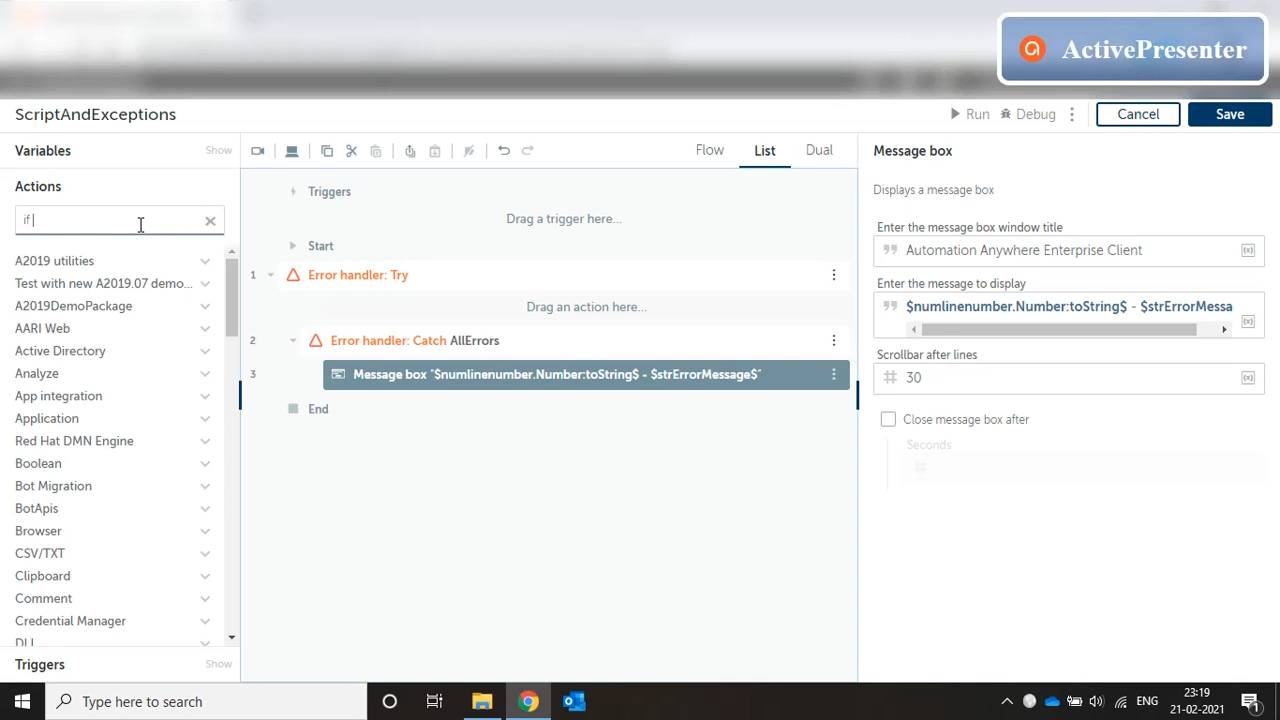 ActivePresenter
ScriptAndExceptions
Run
Debug
Cancel
Save
Variables
Show
Flow
List
Dual
Message box
Actions
if
A2019 utilities
Test with new A2019.07 demo...
A2019DemoPackage
AARI Web
Active Directory
Analyze
App integration
Application
Red Hat DMN Engine
Boolean
Bot Migration
BotApis
Browser
CSV/TXT
Clipboard
Comment
Credential Manager
DLL
Triggers
Show
Triggers
Drag a trigger here...
Start
1 Error handler: Try
Drag an action here...
2 Error handler: Catch AllErrors
3 Message box "$numlinenumber.Number:toString$ - $strErrorMessage$"
End
Displays a message box
Enter the message box window title
Automation Anywhere Enterprise Client
Enter the message to display
$numlinenumber.Number:toString$ - $strErrorMessa
Scrollbar after lines
30
Close message box after
Seconds
Type here to search
ENG
23:19
21-02-2021
1